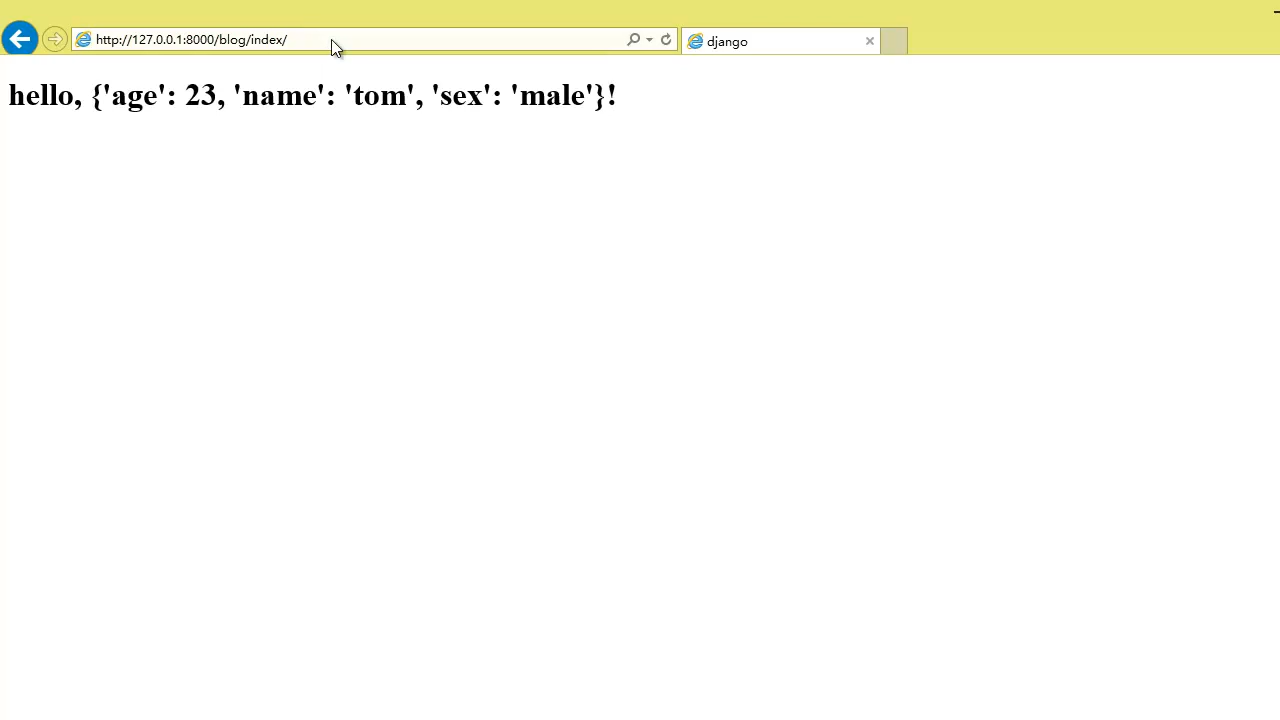 http://127.0.0.1:8000/blog/index/
django
hello, {'age': 23, 'name': 'tom', 'sex': 'male'}!